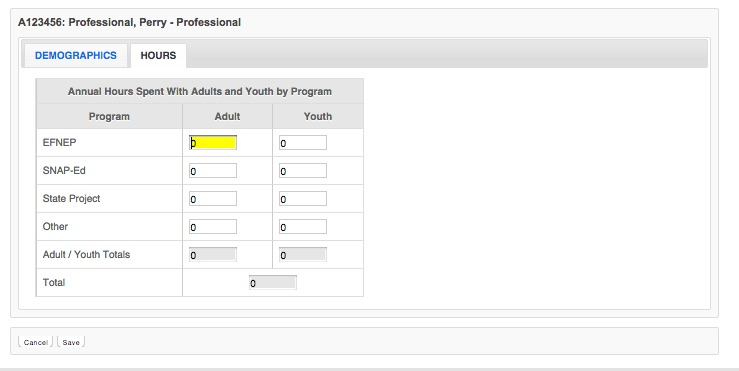 A123456: Professional, Perry - Professional
DEMOGRAPHICS HOURS
Annual Hours Spent With Adults and Youth by Program
Program Adult Youth
EFNEP 0 0
SNAP-Ed 0 0
State Project 0 0
Other 0 0
Adult / Youth Totals 0 0
Total 0
Cancel Save